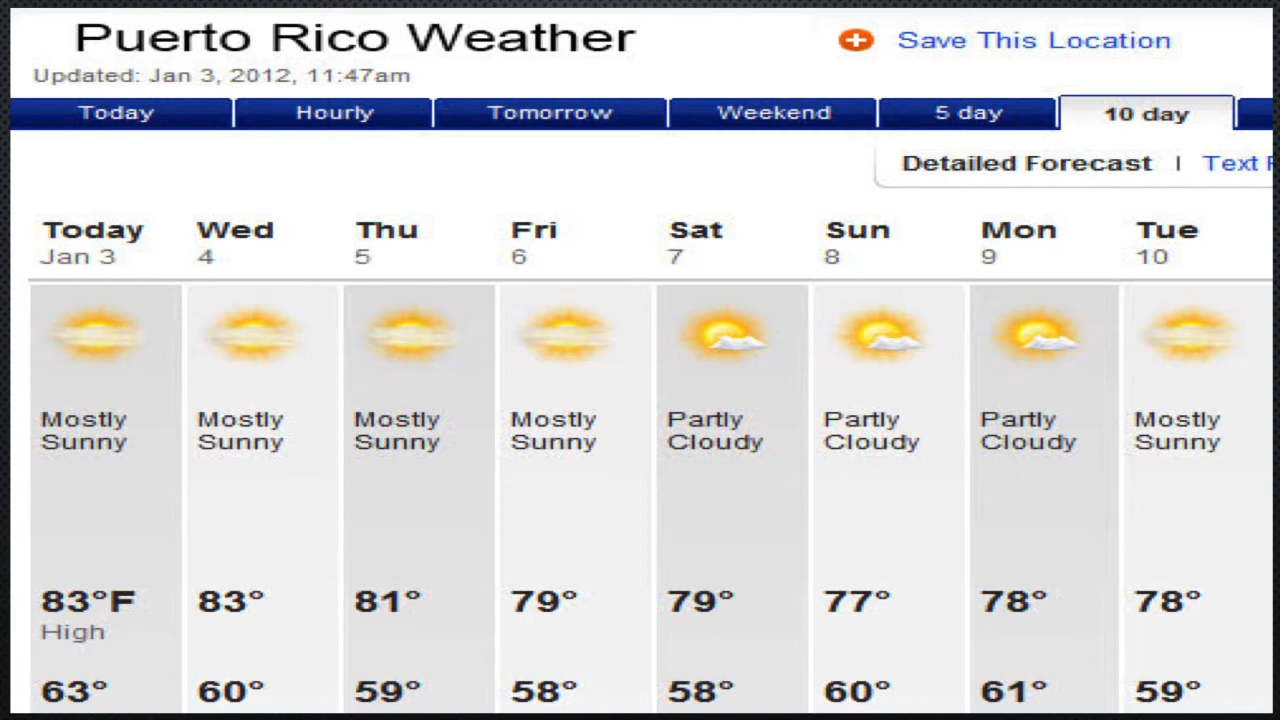 Puerto Rico Weather
Save This Location
Updated: Jan 3, 2012, 11:47am
Today Hourly Tomorrow Weekend 5 day 10 day
Detailed Forecast | Text
Today Wed Thu Fri Sat Sun Mon Tue
Jan 3 4 5 6 7 8 9 10
Mostly Mostly Mostly Mostly Partly Partly Partly Mostly
Sunny Sunny Sunny Sunny Cloudy Cloudy Cloudy Sunny
83°F 83° 81° 79° 79° 77° 78° 78°
High
63° 60° 59° 58° 58° 60° 61° 59°